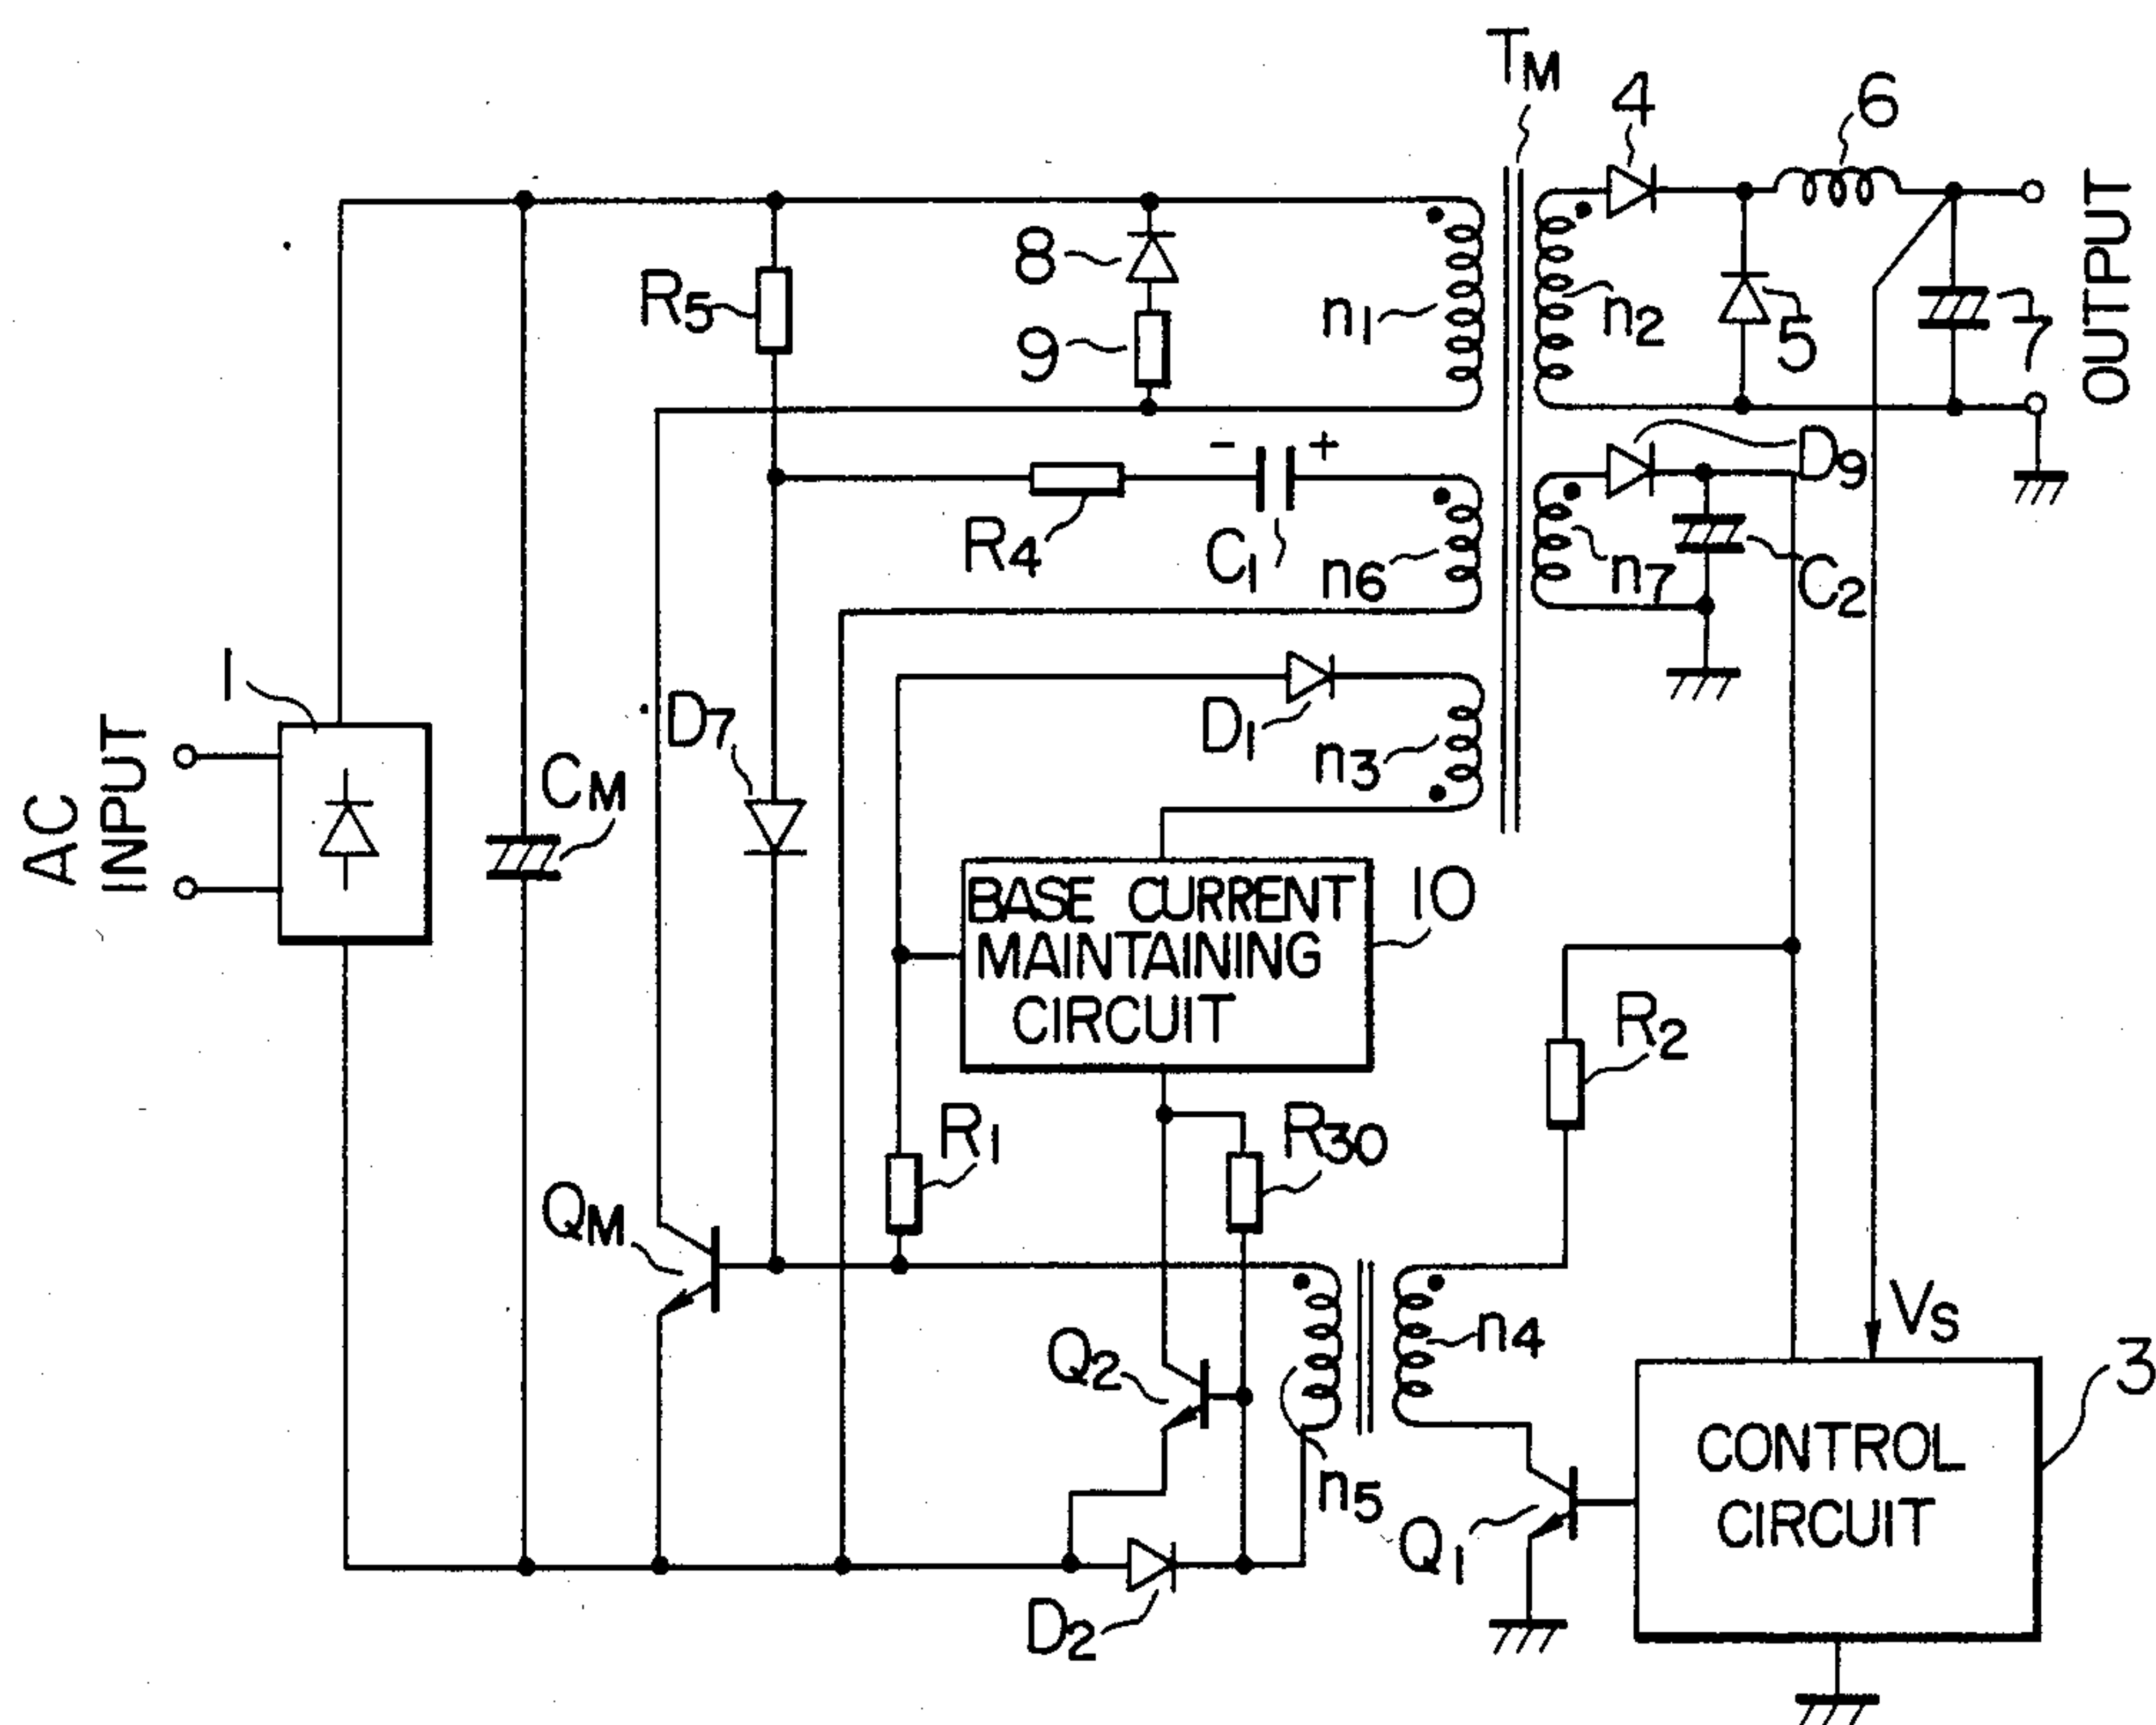 TM
4
6
8
R5
9
n1
n2
5
7
OUTPUT
- +
D9
R4
C1
n6
n7
C2
1
D7
D1
n3
AC
INPUT
CM
BASE CURRENT
MAINTAINING
CIRCUIT
10
R2
R1
R30
QM
VS
Q2
n4
3
n5
CONTROL
CIRCUIT
Q1
D2